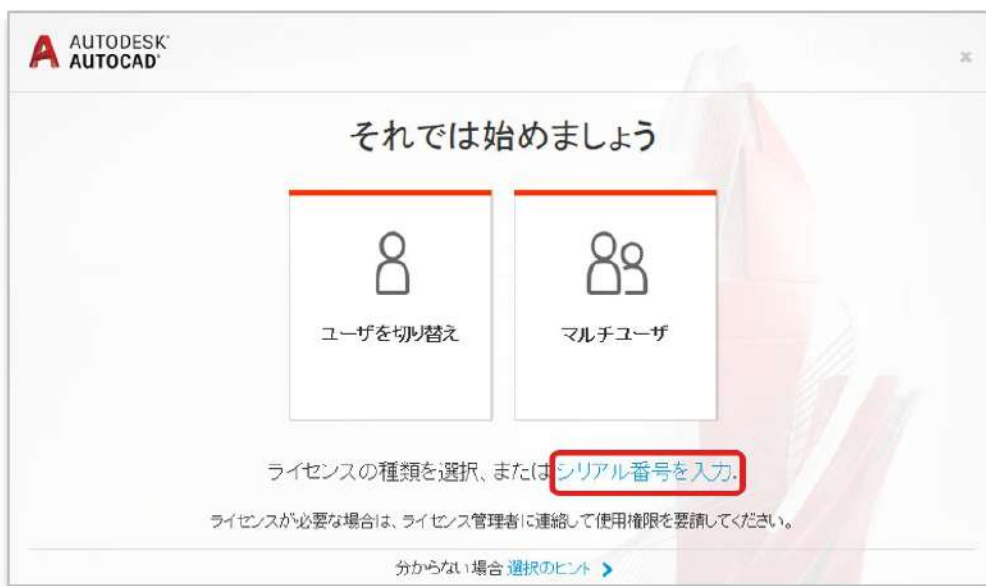 AUTODESK
AUTOCAD
それでは始めましょう
ユーザを切り替え
マルチユーザ
ライセンスの種類を選択、またはシリアル番号を入力.
ライセンスが必要な場合は、ライセンス管理者に連絡して使用権限を要請してください。
分からない場合 選択のヒント